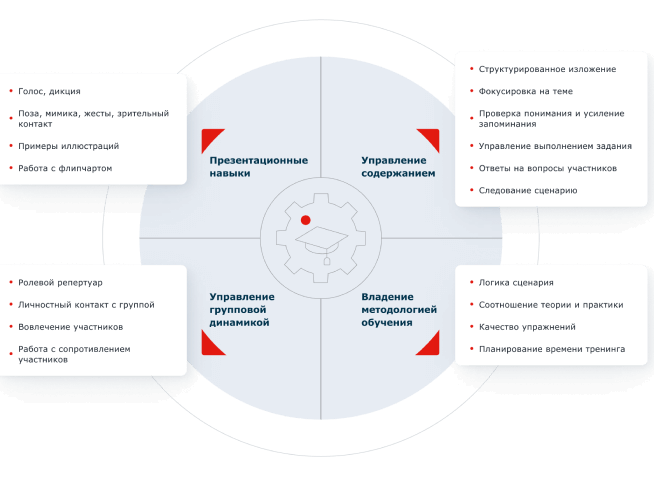 Голос, дикция
Поза, мимика, жесты, зрительный
контакт
Примеры иллюстраций
Работа с флипчартом
Презентационные
навыки
Управление
содержанием
Структурированное изложение
Фокусировка на теме
Проверка понимания и усиление
запоминания
Управление выполнением задания
Ответы на вопросы участников
Следование сценарию
Ролевой репертуар
Личностный контакт с группой
Вовлечение участников
Работа с сопротивлением
участников
Управление
групповой
динамикой
Владение
методологией
обучения
Логика сценария
Соотношение теории и практики
Качество упражнений
Планирование времени тренинга